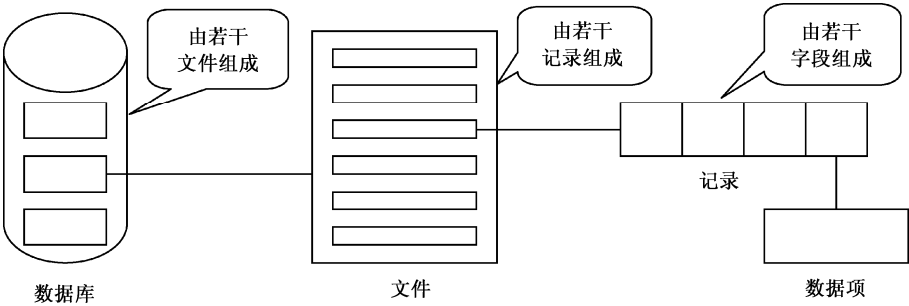 由若干
文件组成
由若干
记录组成
由若干
字段组成
记录
数据库
文件
数据项